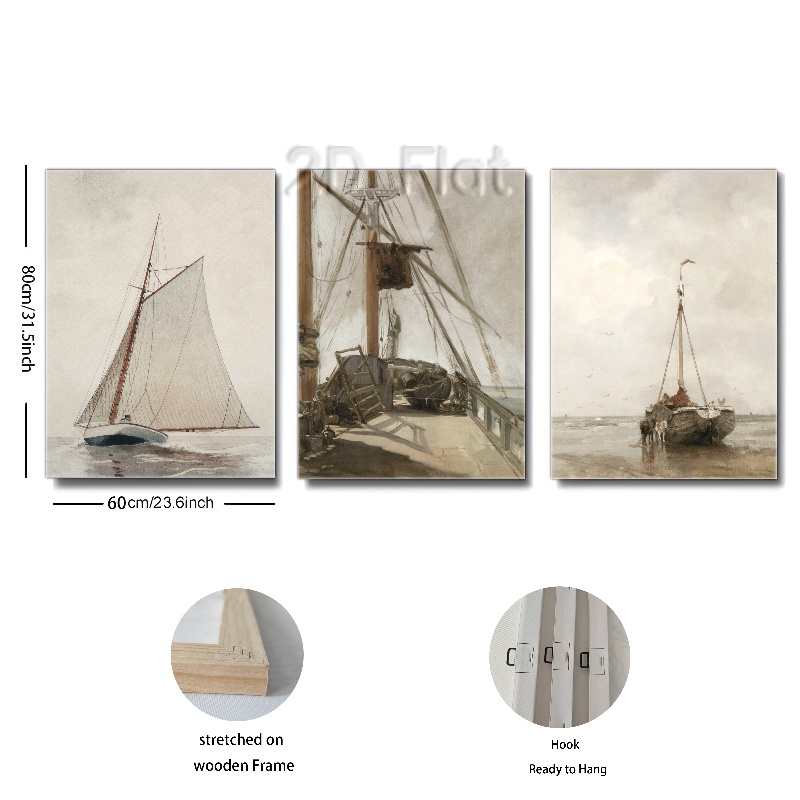 2D Flat
80cm/31.5inch
60cm/23.6inch
stretched on
wooden Frame
Hook
Ready to Hang